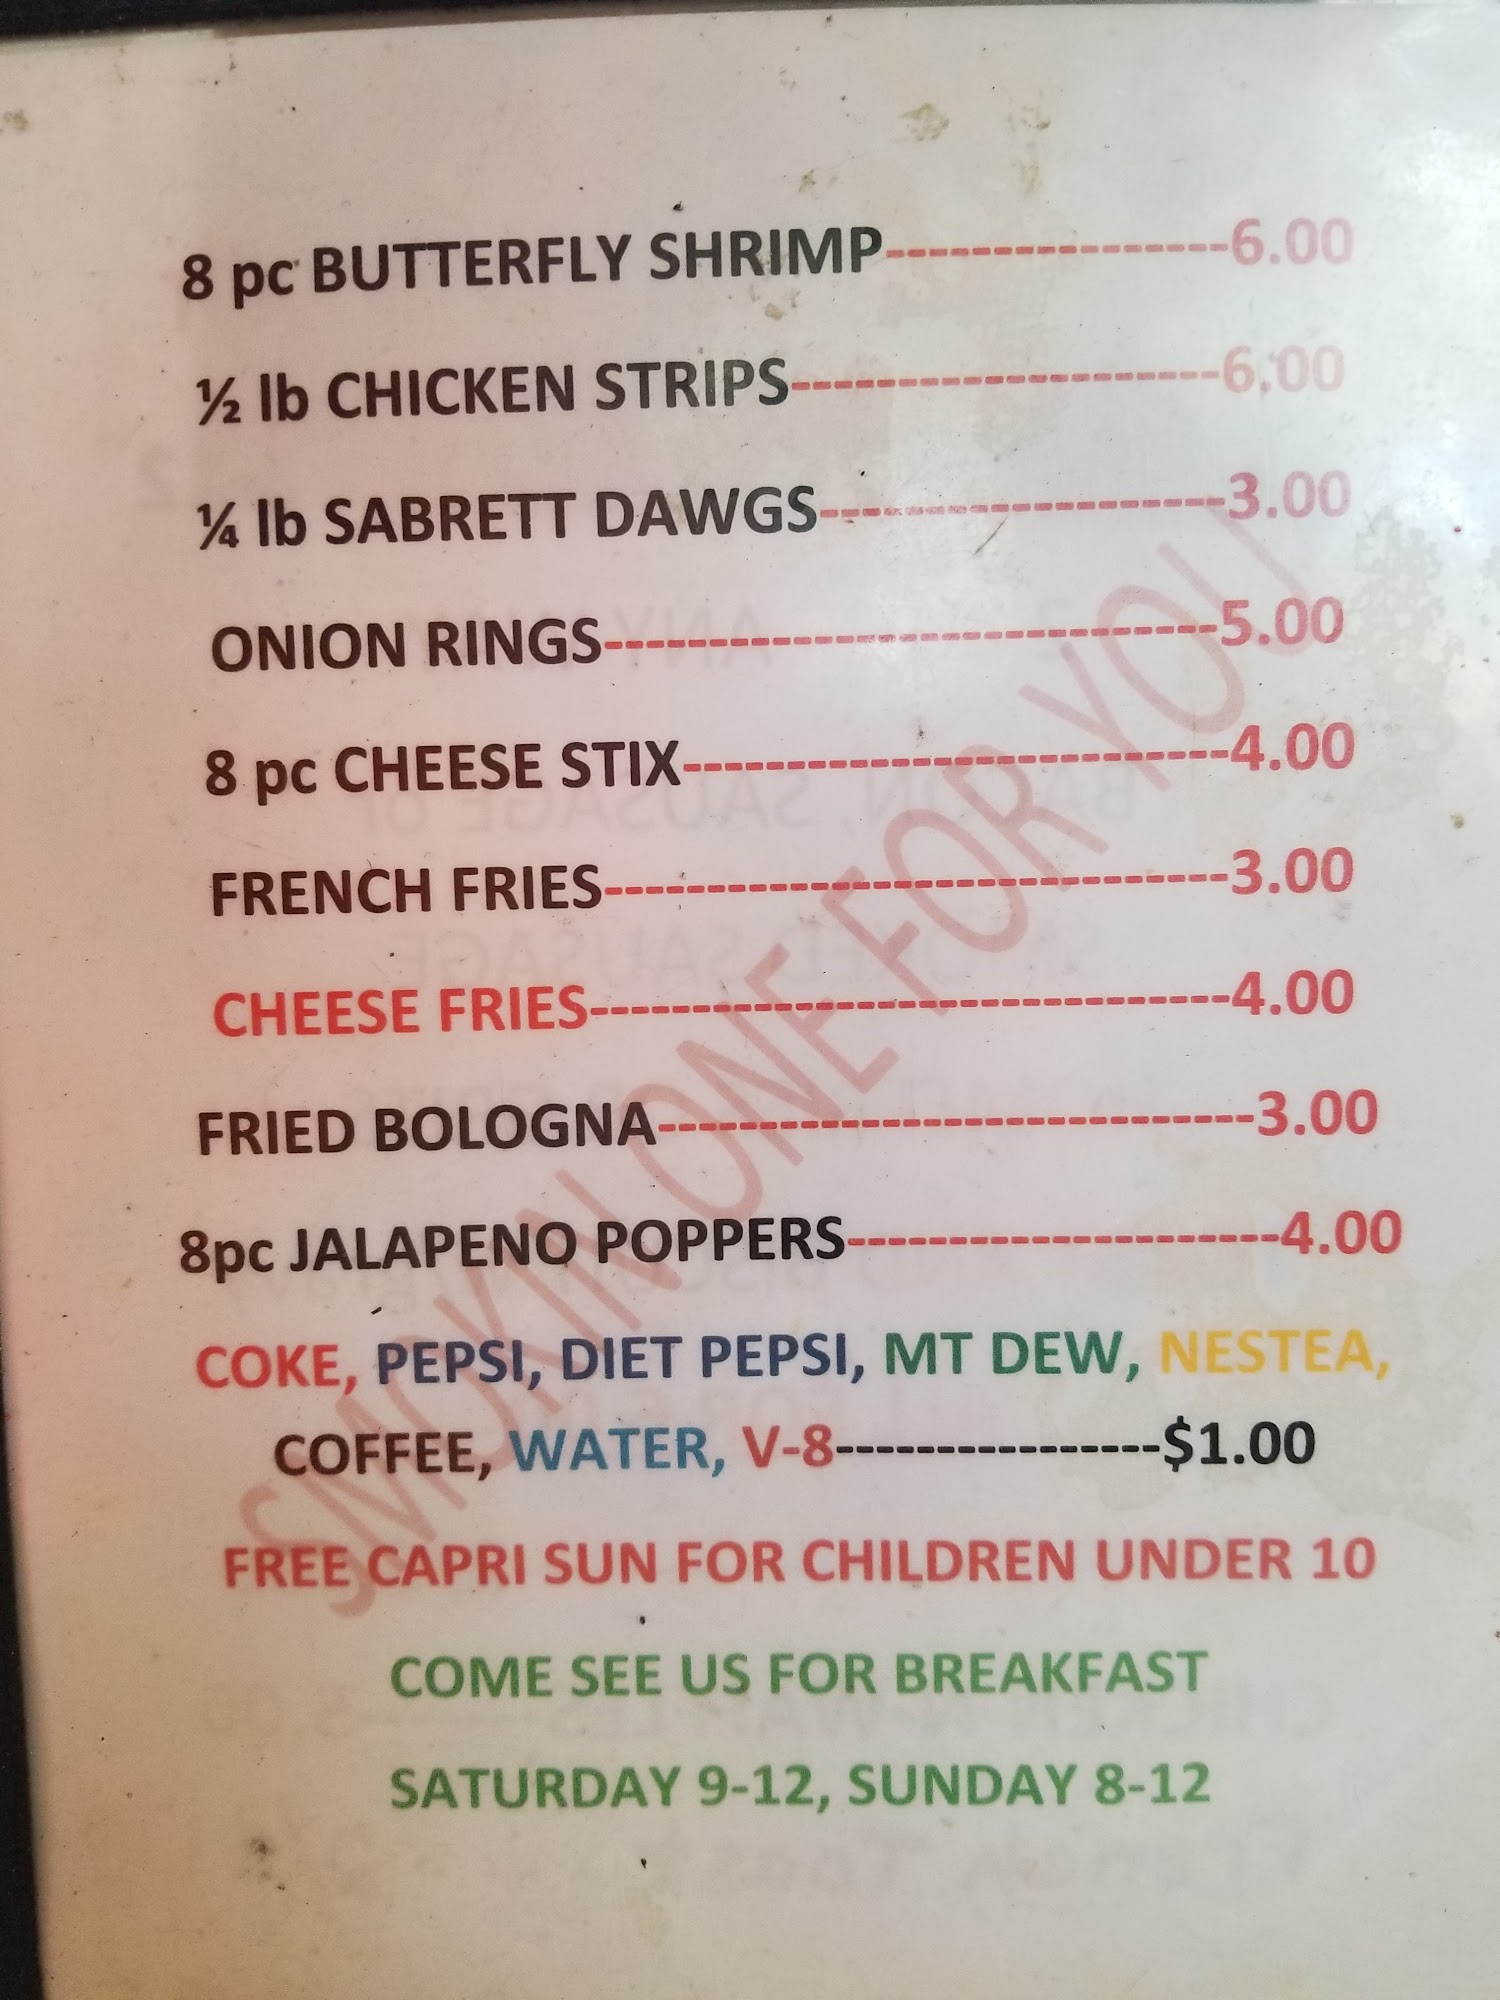 8 pc BUTTERFLY SHRIMP-----------------6.00
½ lb CHICKEN STRIPS---------------------6.00
¼ lb SABRETT DAWGS--------------------3.00
ONION RINGS------------------------------5.00
8 pc CHEESE STIX---------------------------4.00
FRENCH FRIES-------------------------------3.00
CHEESE FRIES--------------------------------4.00
FRIED BOLOGNA-----------------------------3.00
8pc JALAPENO POPPERS---------------------4.00
COKE, PEPSI, DIET PEPSI, MT DEW, NESTEA,
COFFEE, WATER, V-8----------------$1.00
FREE CAPRI SUN FOR CHILDREN UNDER 10
COME SEE US FOR BREAKFAST
SATURDAY 9-12, SUNDAY 8-12
SMOKIN ONE FOR YOU